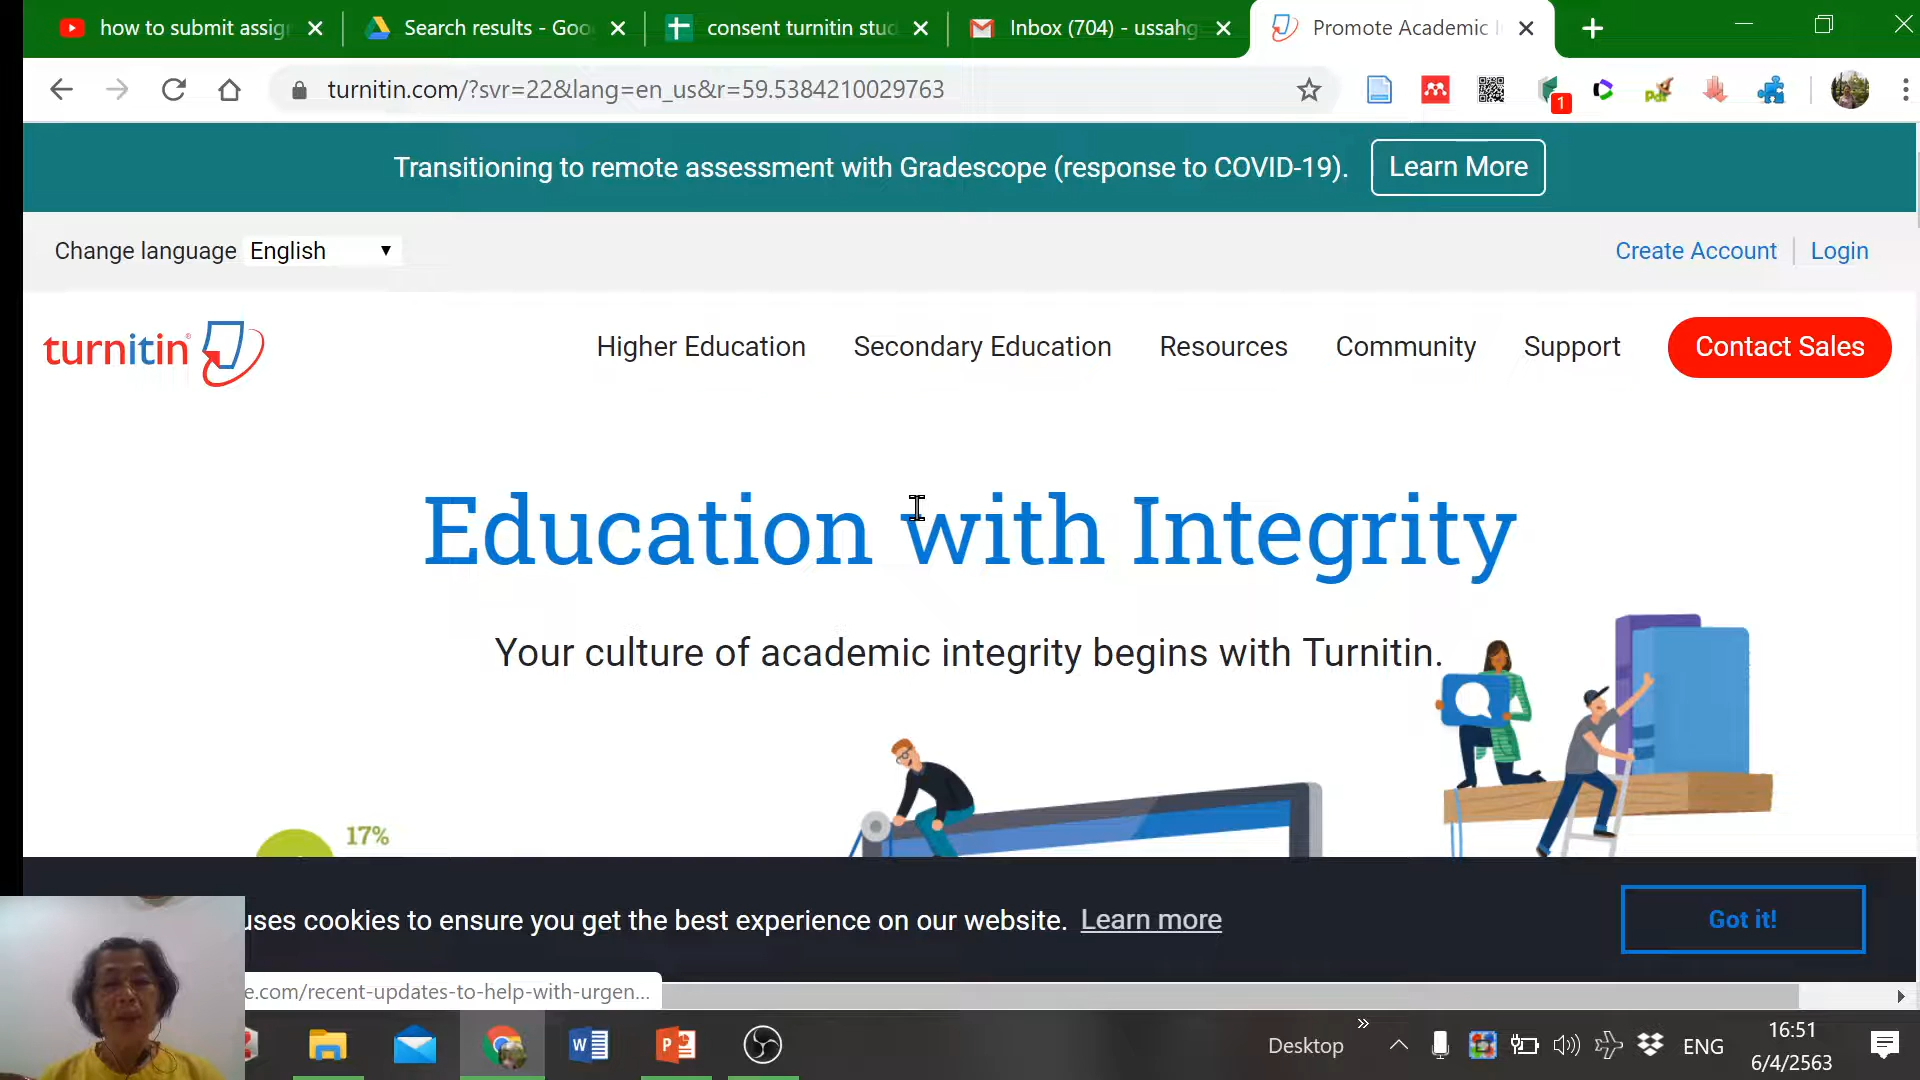 how to submit assig
Search results - Goo
consent turnitin stud
Inbox (704) - ussahg
Promote Academic I
turnitin.com/?svr=22&lang=en_us&r=59.5384210029763
1
Transitioning to remote assessment with Gradescope (response to COVID-19).
Learn More
Change language English
Create Account
Login
turnitin
Higher Education
Secondary Education
Resources
Community
Support
Contact Sales
Education with Integrity
Your culture of academic integrity begins with Turnitin.
17%
uses cookies to ensure you get the best experience on our website. Learn more
Got it!
e.com/recent-updates-to-help-with-urgen...
Desktop
ENG
16:51
6/4/2563